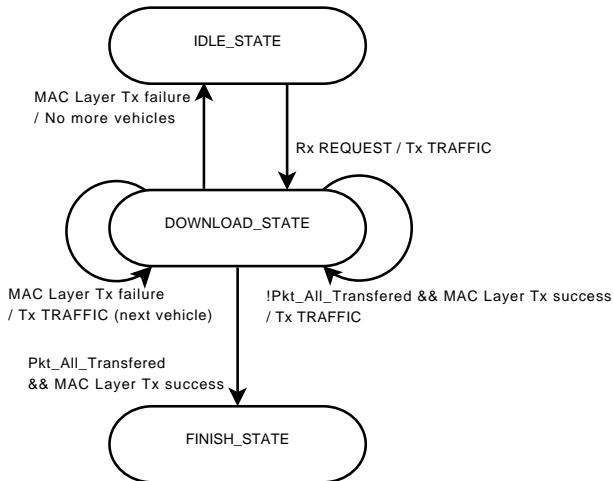 IDLE_STATE
MAC Layer Tx failure
/ No more vehicles
Rx REQUEST / Tx TRAFFIC
DOWNLOAD_STATE
MAC Layer Tx failure
/ Tx TRAFFIC (next vehicle)
!Pkt_All_Transfered && MAC Layer Tx success
/ Tx TRAFFIC
Pkt_All_Transfered
&& MAC Layer Tx success
FINISH_STATE